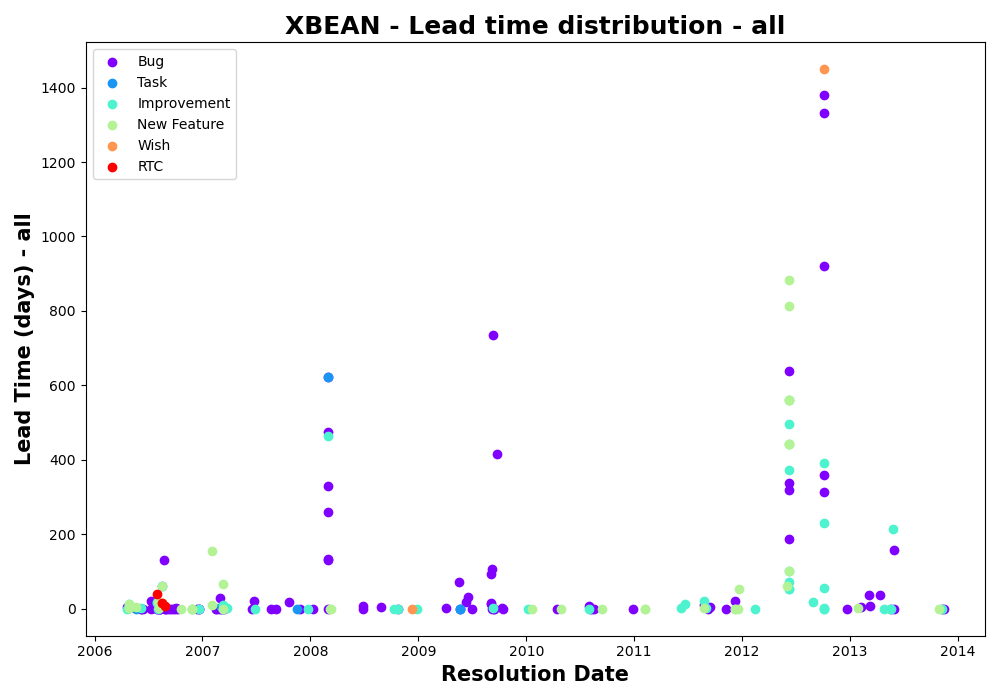 XBEAN - Lead time distribution - all
Bug
Task
Improvement
New Feature
Wish
RTC
Lead Time (days) - all
1400
1200
1000
800
600
400
200
0
2006 2007 2008 2009 2010 2011 2012 2013 2014
Resolution Date